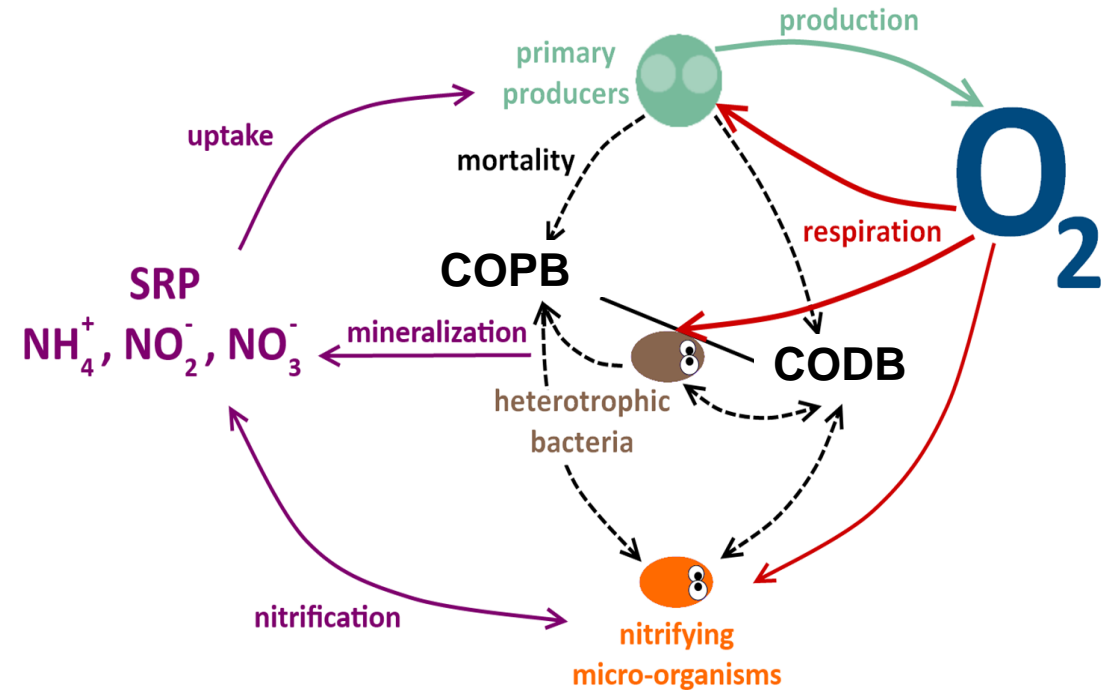 production
primary
producers
O2
uptake
mortality
respiration
COPB
SRP
NH4+, NO2-, NO3-
mineralization
CODB
heterotrophic
bacteria
nitrification
nitrifying
micro-organisms